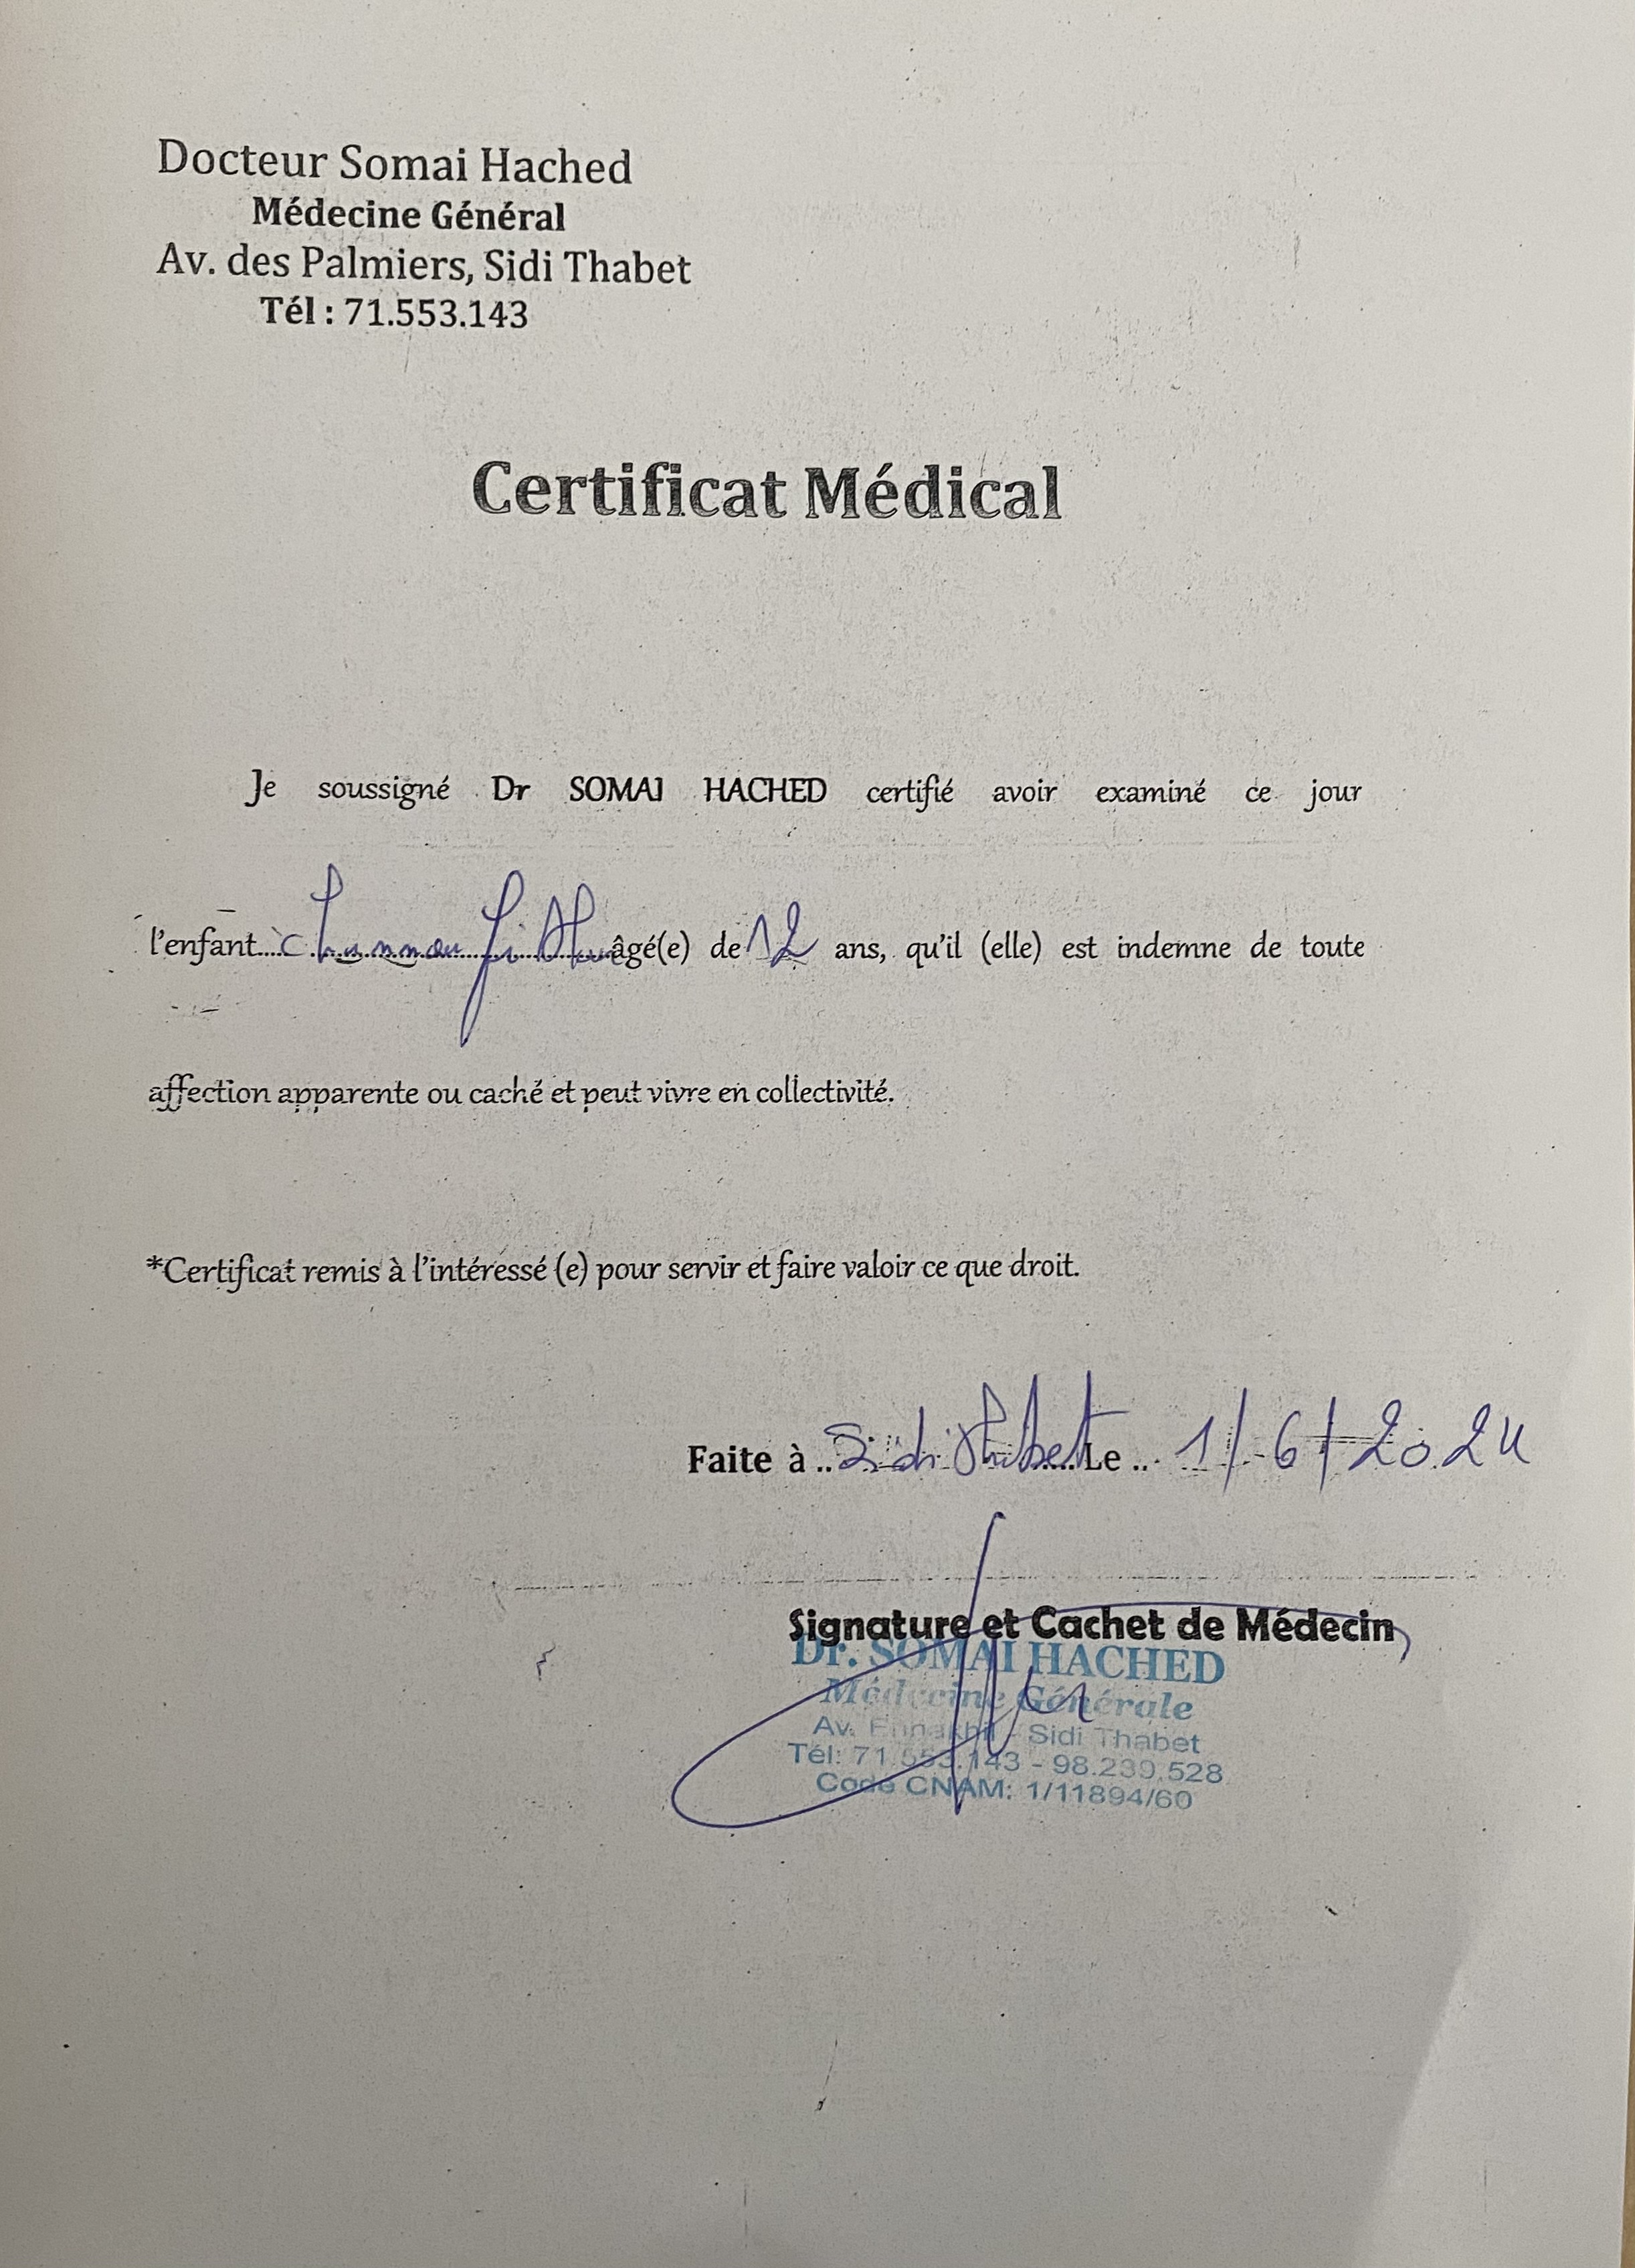 Docteur Somai Hached
Médecine Général
Av. des Palmiers, Sidi Thabet
Tél : 71.553.143
Certificat Médical
Je soussigné Dr SOMAI HACHED certifié avoir examiné ce jour
l'enfant.... âgé(e) de 12 ans, qu'il (elle) est indemne de toute
affection apparente ou caché et peut vivre en collectivité.
*Certificat remis à l'intéressé (e) pour servir et faire valoir ce que droit.
Faite à .. Sidi Thabet....Le ... 1/6/2024
Signature et Cachet de Médecin
Dr. SOMAI HACHED
Médecine Générale
Av. Ennakhil - Sidi Thabet
Tél: 71.553.143 - 98.239.528
Code CNAM: 1/11894/60